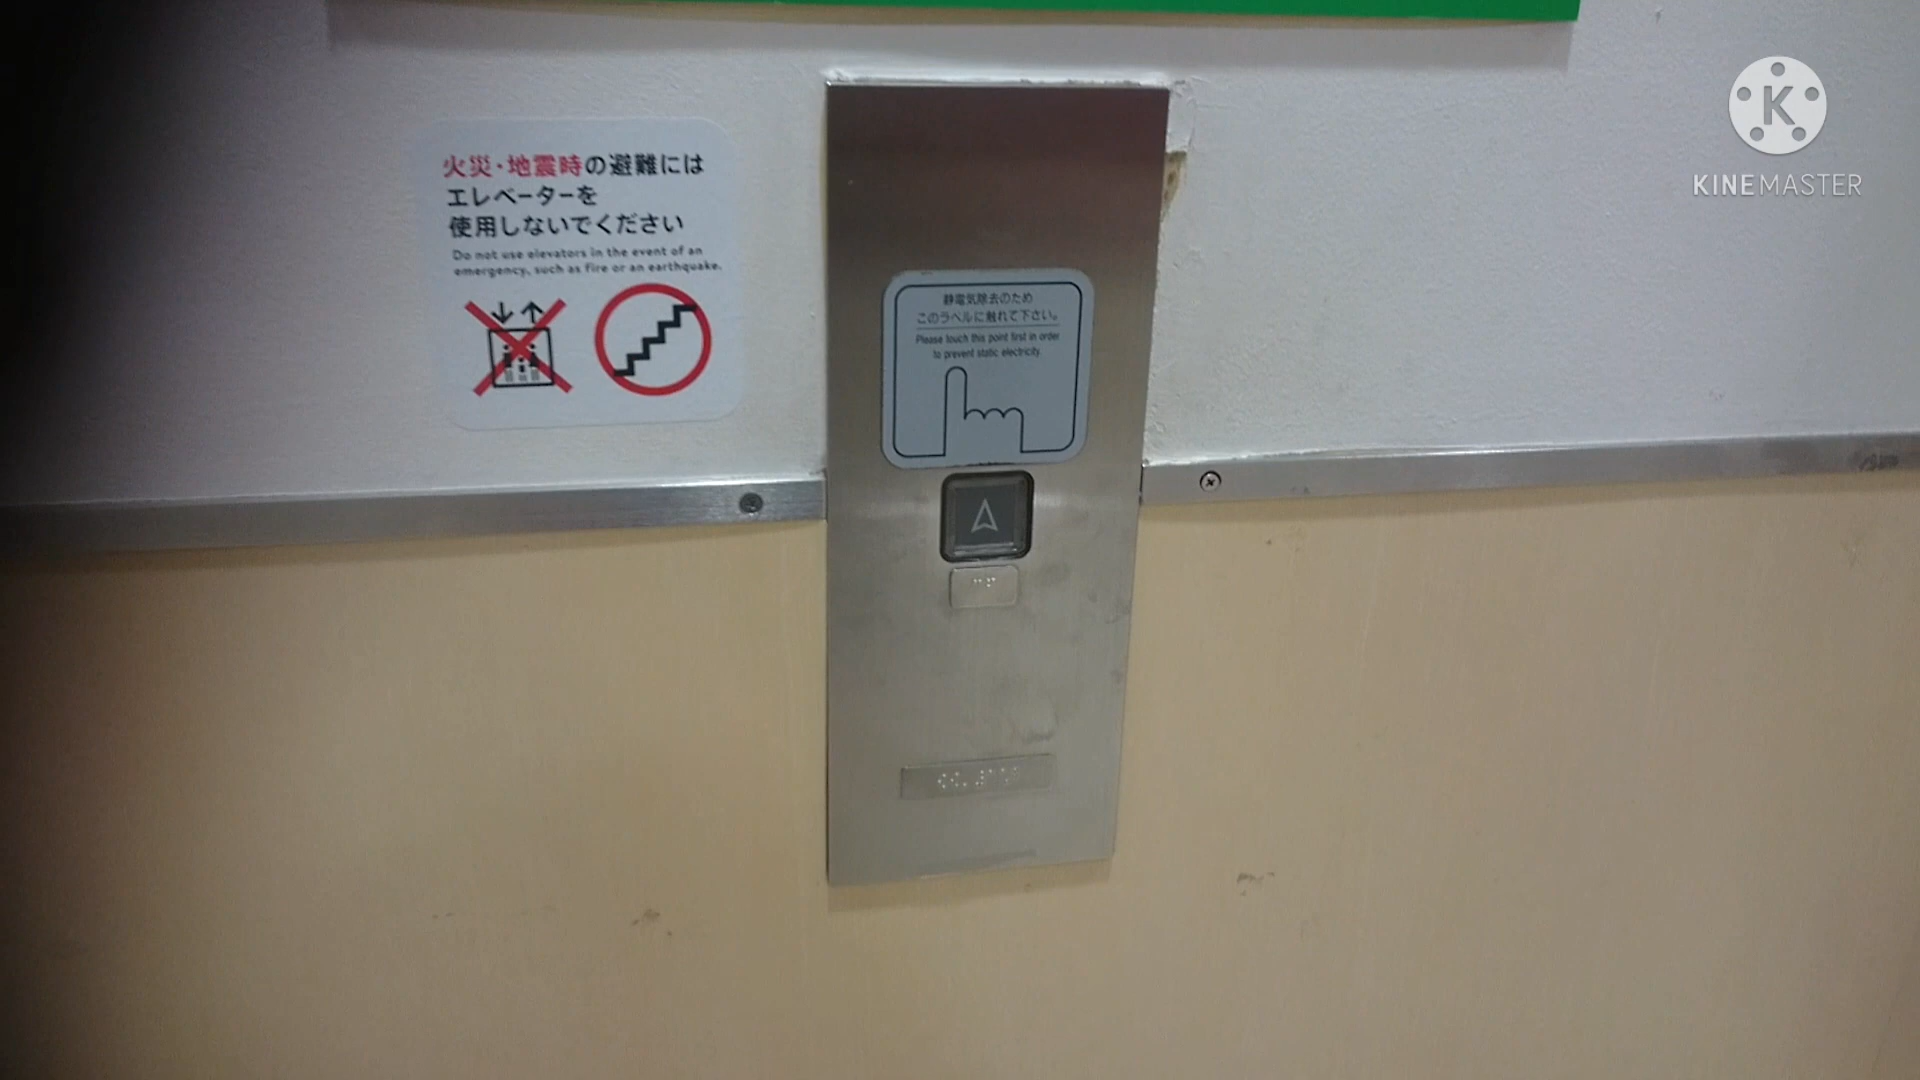 火災・地震時の避難には
エレベーターを
使用しないでください
Do not use elevators in the event of an
emergency, such as fire or an earthquake.
静電気除去のため
このラベルに触れて下さい。
Please touch this point first in order
to prevent static electricity.
K
KINEMASTER